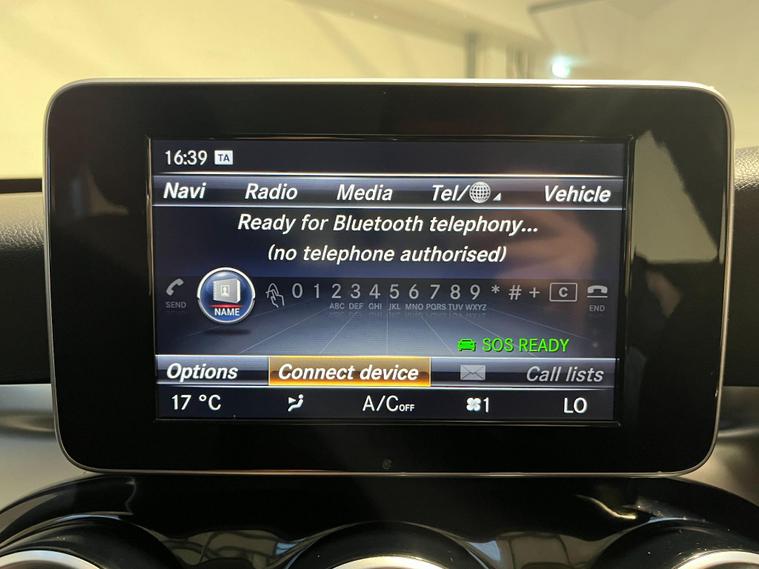 16:39 TA
Navi Radio Media Tel/ Vehicle
Ready for Bluetooth telephony...
(no telephone authorised)
SEND NAME 0 1 2 3 4 5 6 7 8 9 * # + C END
ABC DEF GHI JKL MNO PQRS TUV WXYZ
SOS READY
Options Connect device Call lists
17 °C A/C OFF 1 LO